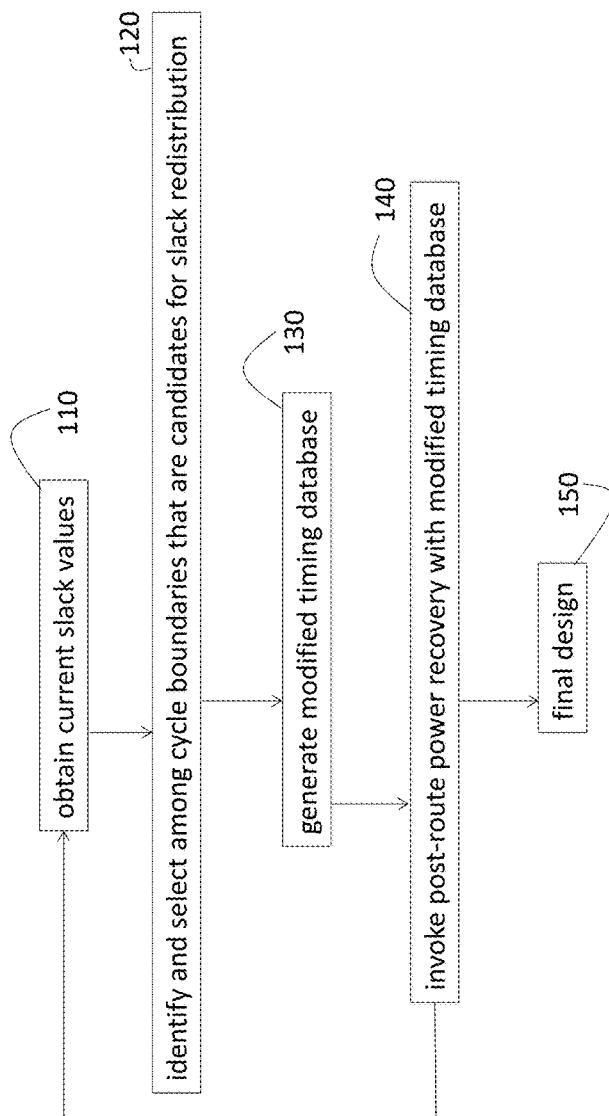 110
obtain current slack values
120
identify and select among cycle boundaries that are candidates for slack redistribution
130
generate modified timing database
140
invoke post-route power recovery with modified timing database
150
final design